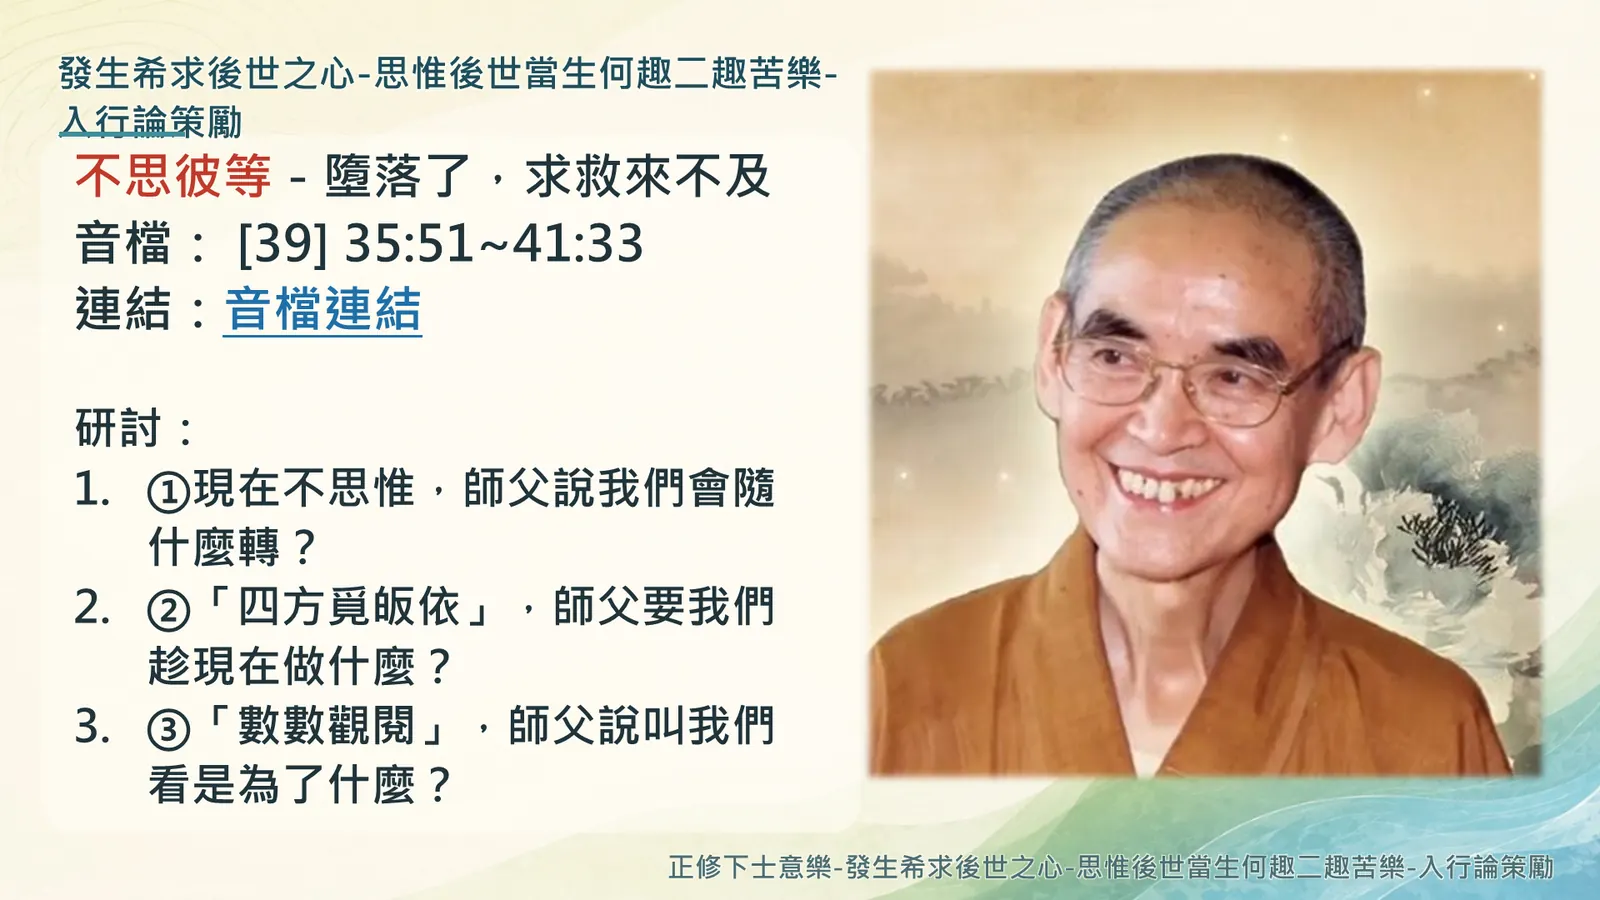 發生希求後世之心-思惟後世當生何趣二趣苦樂-
入行論策勵
不思彼等 - 墮落了，求救來不及
音檔： [39] 35:51~41:33
連結：音檔連結
研討：
1. ①現在不思惟，師父說我們會隨
什麼轉？
2. ②「四方覓皈依」，師父要我們
趁現在做什麼？
3. ③「數數觀閱」，師父說叫我們
看是為了什麼？
正修下士意樂-發生希求後世之心-思惟後世當生何趣二趣苦樂-入行論策勵